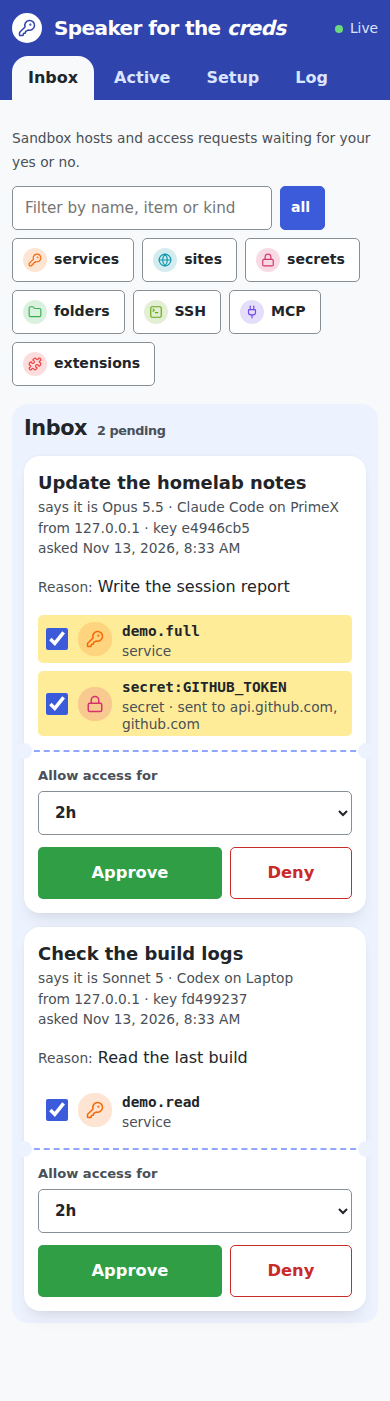 Speaker for the creds
Live
Inbox
Active
Setup
Log
Sandbox hosts and access requests waiting for your
yes or no.
Filter by name, item or kind
all
services
sites
secrets
folders
SSH
MCP
extensions
Inbox 2 pending
Update the homelab notes
says it is Opus 5.5 · Claude Code on PrimeX
from 127.0.0.1 · key e4946cb5
asked Nov 13, 2026, 8:33 AM
Reason: Write the session report
demo.full
service
secret:GITHUB_TOKEN
secret · sent to api.github.com,
github.com
Allow access for
2h
Approve
Deny
Check the build logs
says it is Sonnet 5 · Codex on Laptop
from 127.0.0.1 · key fd499237
asked Nov 13, 2026, 8:33 AM
Reason: Read the last build
demo.read
service
Allow access for
2h
Approve
Deny